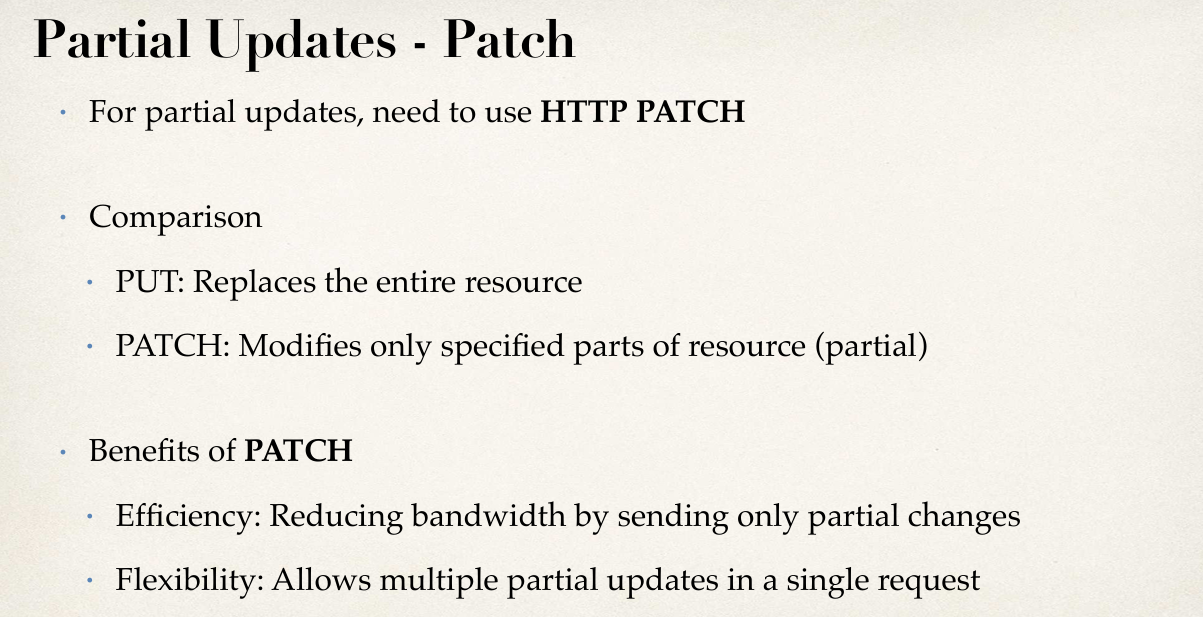 Partial Updates - Patch
· For partial updates, need to use HTTP PATCH
· Comparison
· PUT: Replaces the entire resource
· PATCH: Modifies only specified parts of resource (partial)
· Benefits of PATCH
· Efficiency: Reducing bandwidth by sending only partial changes
· Flexibility: Allows multiple partial updates in a single request